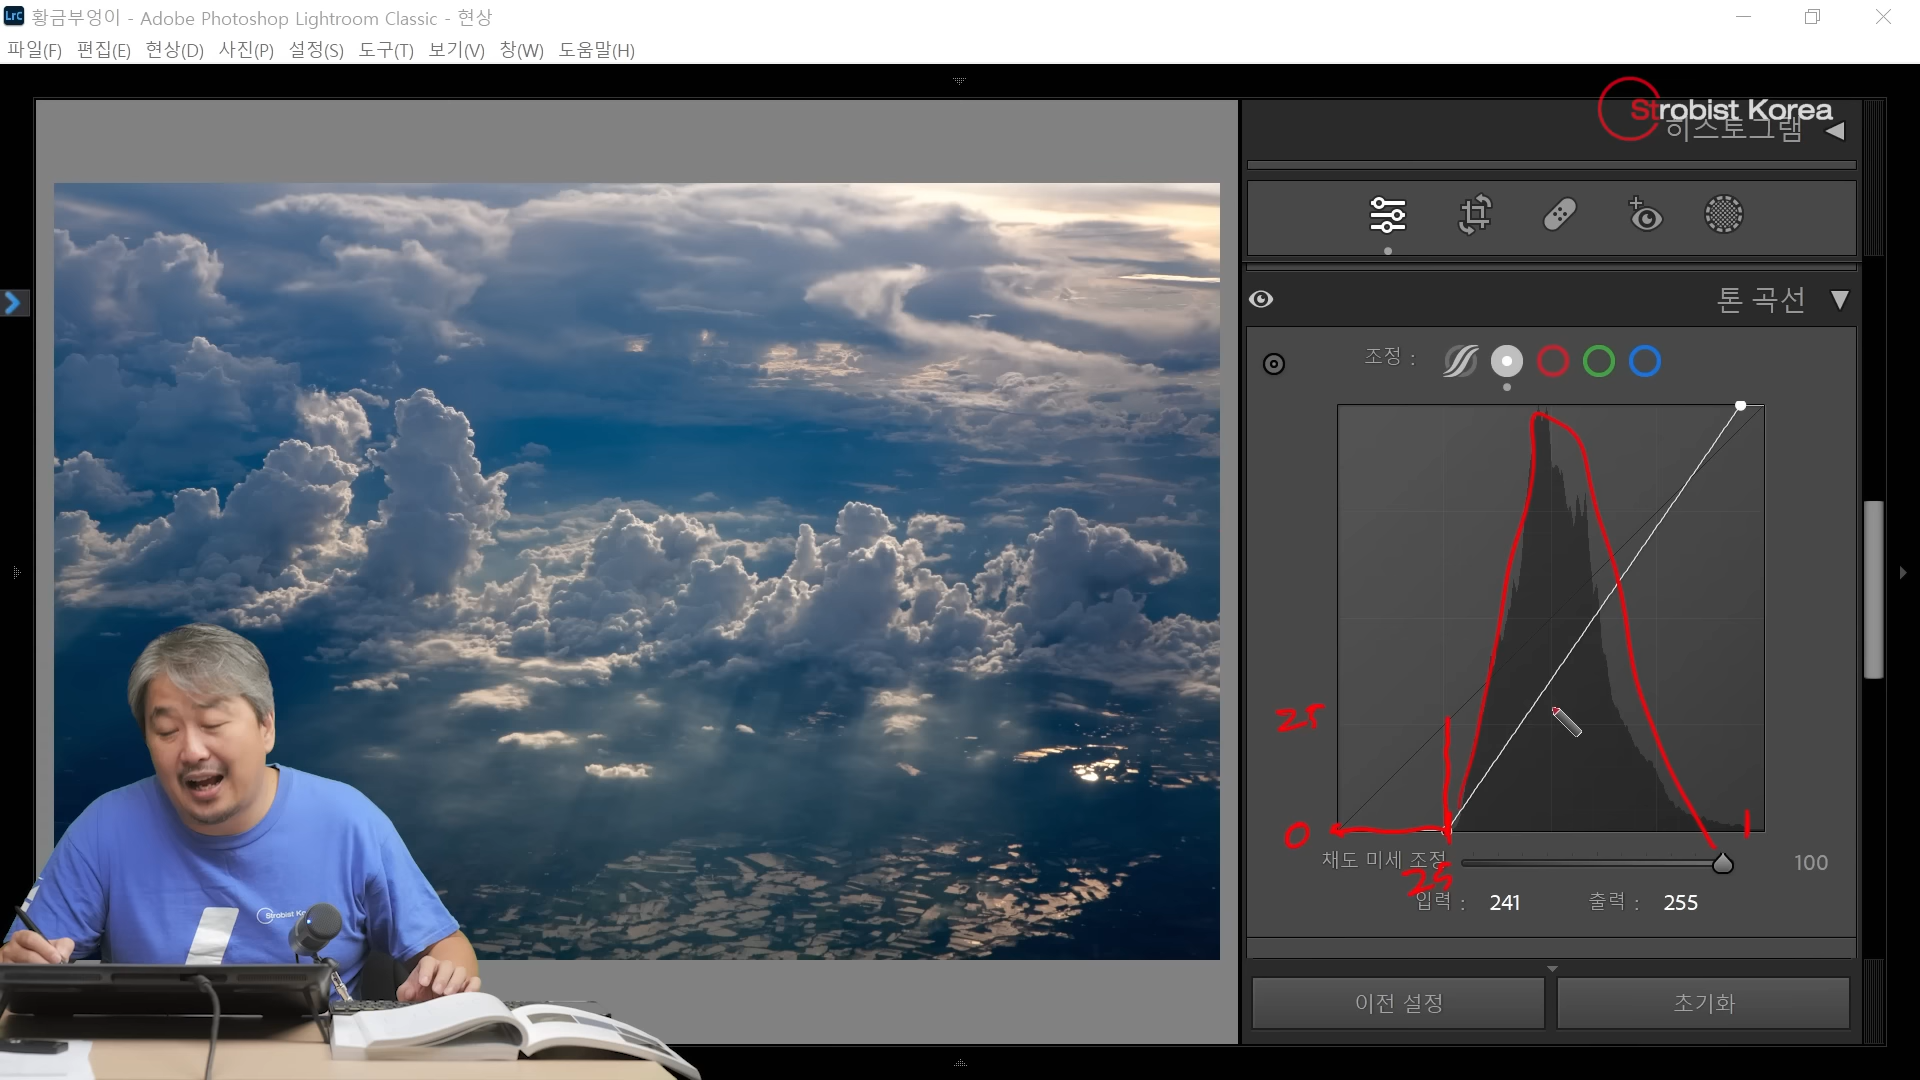 LrC 황금부엉이 - Adobe Photoshop Lightroom Classic - 현상
파일(F) 편집(E) 현상(D) 사진(P) 설정(S) 도구(T) 보기(V) 창(W) 도움말(H)
Strobist Korea
히스토그램
톤 곡선
조정 :
25
0
채도 미세 조정 100
25
입력 : 241 출력 : 255
이전 설정 초기화